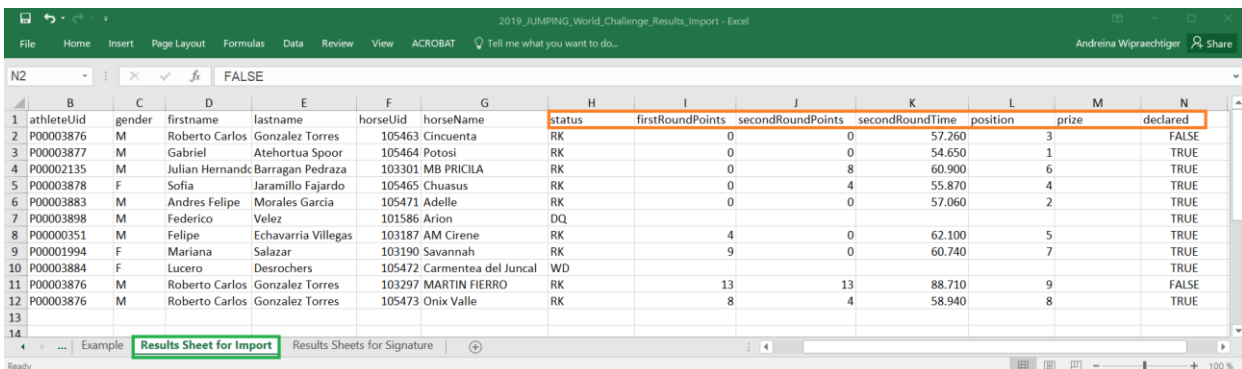 2019_JUMPING_World_Challenge_Results_Import - Excel
File Home Insert Page Layout Formulas Data Review View ACROBAT Tell me what you want to do... Andreina Wipraechtiger Share
N2 fx FALSE
B C D E F G H I J K L M N
1 athleteUid gender firstname lastname horseUid horseName status firstRoundPoints secondRoundPoints secondRoundTime position prize declared
2 P00003876 M Roberto Carlos Gonzalez Torres 105463 Cincuenta RK 0 0 57.260 3 FALSE
3 P00003877 M Gabriel Atehortua Spoor 105464 Potosi RK 0 0 54.650 1 TRUE
4 P00002135 M Julian Hernando Barragan Pedraza 103301 MB PRICILA RK 0 8 60.900 6 TRUE
5 P00003878 F Sofia Jaramillo Fajardo 105465 Chuasus RK 0 4 55.870 4 TRUE
6 P00003883 M Andres Felipe Morales Garcia 105471 Adelle RK 0 0 57.060 2 TRUE
7 P00003898 M Federico Velez 101586 Arion DQ TRUE
8 P00000351 M Felipe Echavarria Villegas 103187 AM Cirene RK 4 0 62.100 5 TRUE
9 P00001994 F Mariana Salazar 103190 Savannah RK 9 0 60.740 7 TRUE
10 P00003884 F Lucero Desrochers 105472 Carmentea del Juncal WD TRUE
11 P00003876 M Roberto Carlos Gonzalez Torres 103297 MARTIN FIERRO RK 13 13 88.710 9 FALSE
12 P00003876 M Roberto Carlos Gonzalez Torres 105473 Onix Valle RK 8 4 58.940 8 TRUE
13
14
... Example Results Sheet for Import Results Sheets for Signature
Ready 100 %